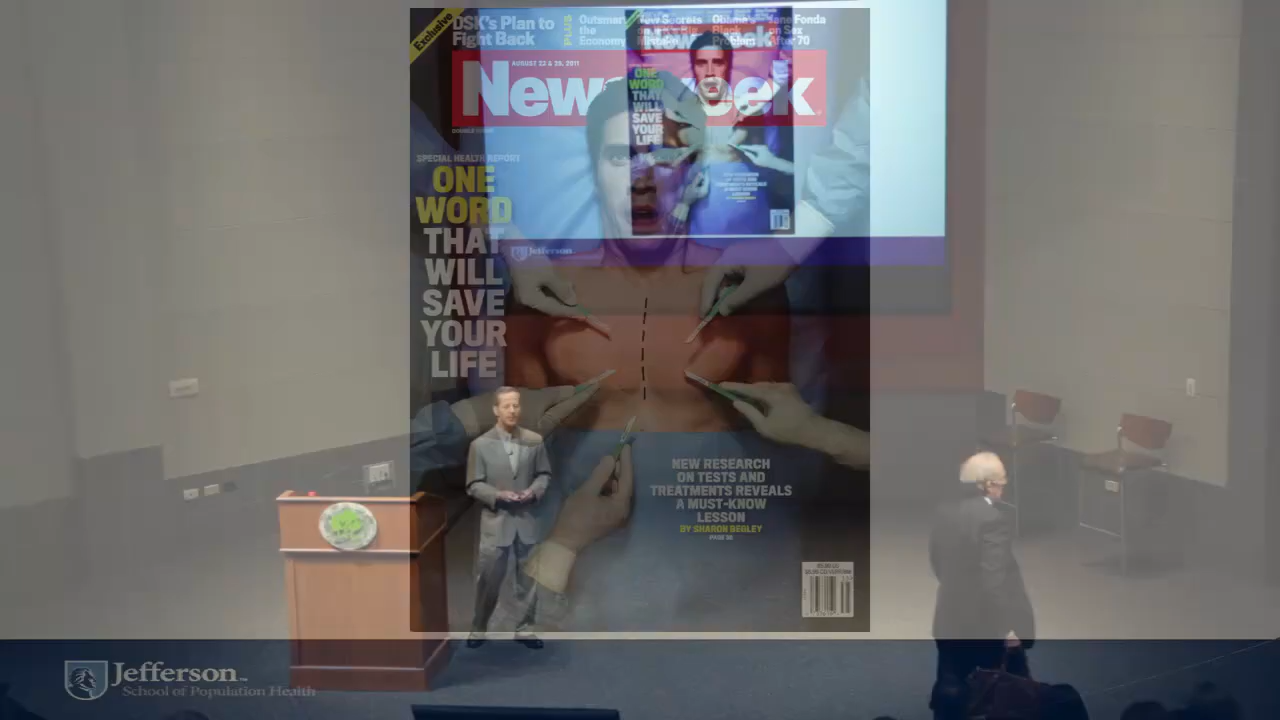 Exclusive
DSK's Plan to
Fight Back
PLUS
Outsmart
the
Economy
Obama's
Black
Problem
Jane Fonda
on Sex
After 70
AUGUST 22 & 29, 2011
Newsweek
DOUBLE ISSUE
SPECIAL HEALTH REPORT
ONE
WORD
THAT
WILL
SAVE
YOUR
LIFE
ONE
WORD
THAT
WILL
SAVE
YOUR
LIFE
Jefferson
NEW RESEARCH
ON TESTS AND
TREATMENTS REVEALS
A MUST-KNOW
LESSON
BY SHARON BEGLEY
Jefferson™
School of Population Health